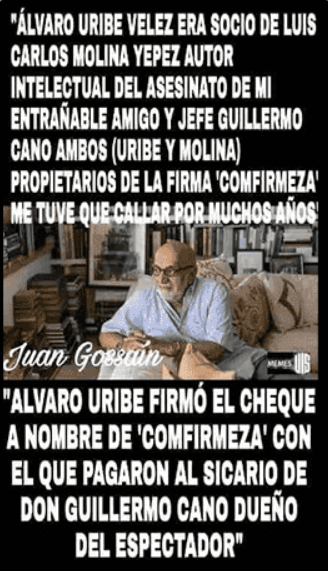 "ÁLVARO URIBE VELEZ ERA SOCIO DE LUIS
CARLOS MOLINA YEPEZ AUTOR
INTELECTUAL DEL ASESINATO DE MI
ENTRAÑABLE AMIGO Y JEFE GUILLERMO
CANO AMBOS (URIBE Y MOLINA)
PROPIETARIOS DE LA FIRMA 'COMFIRMEZA'
ME TUVE QUE CALLAR POR MUCHOS AÑOS'
Juan Gossaín
MEMES UIS
"ALVARO URIBE FIRMÓ EL CHEQUE
A NOMBRE DE 'COMFIRMEZA' CON
EL QUE PAGARON AL SICARIO DE
DON GUILLERMO CANO DUEÑO
DEL ESPECTADOR"